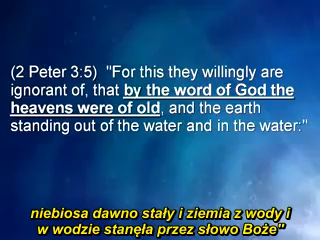 (2 Peter 3:5)  "For this they willingly are
ignorant of, that by the word of God the
heavens were of old, and the earth
standing out of the water and in the water:"
niebiosa dawno stały i ziemia z wody i
w wodzie stanęła przez słowo Boże"